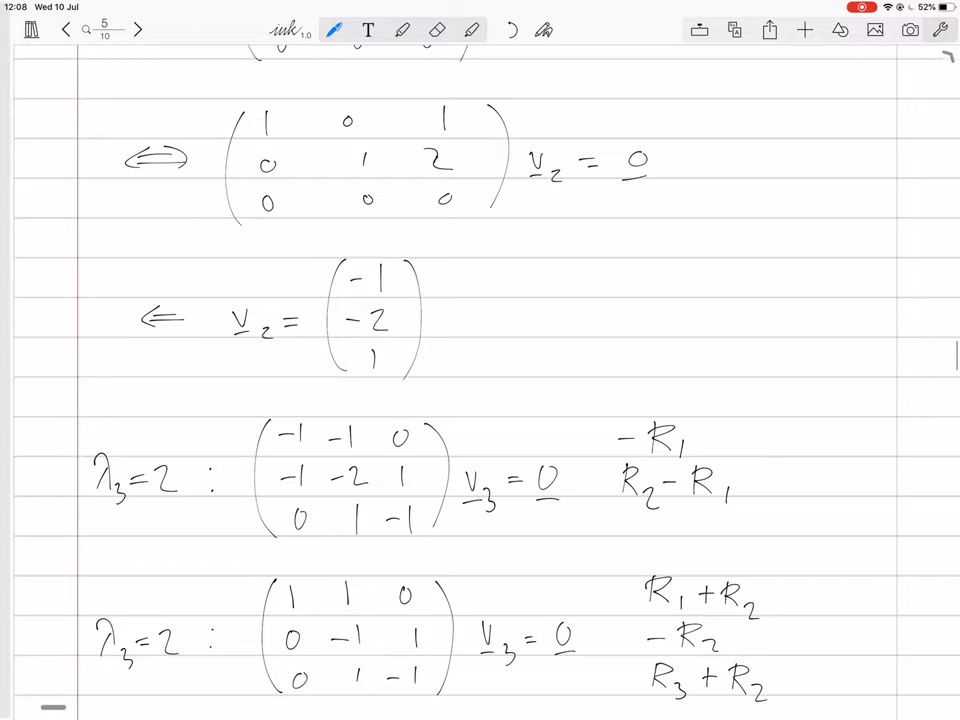 12:08 Wed 10 Jul 52%
5
10
ink 1.0 T
⟺ ( 1 0 1
0 1 2
0 0 0 ) v₂ = 0
⟸ v₂ = ( -1
-2
1 )
λ₃=2 : ( -1 -1 0
-1 -2 1
0 1 -1 ) v₃ = 0
-R₁
R₂ - R₁
λ₃=2 : ( 1 1 0
0 -1 1
0 1 -1 ) v₃ = 0
R₁ + R₂
- R₂
R₃ + R₂